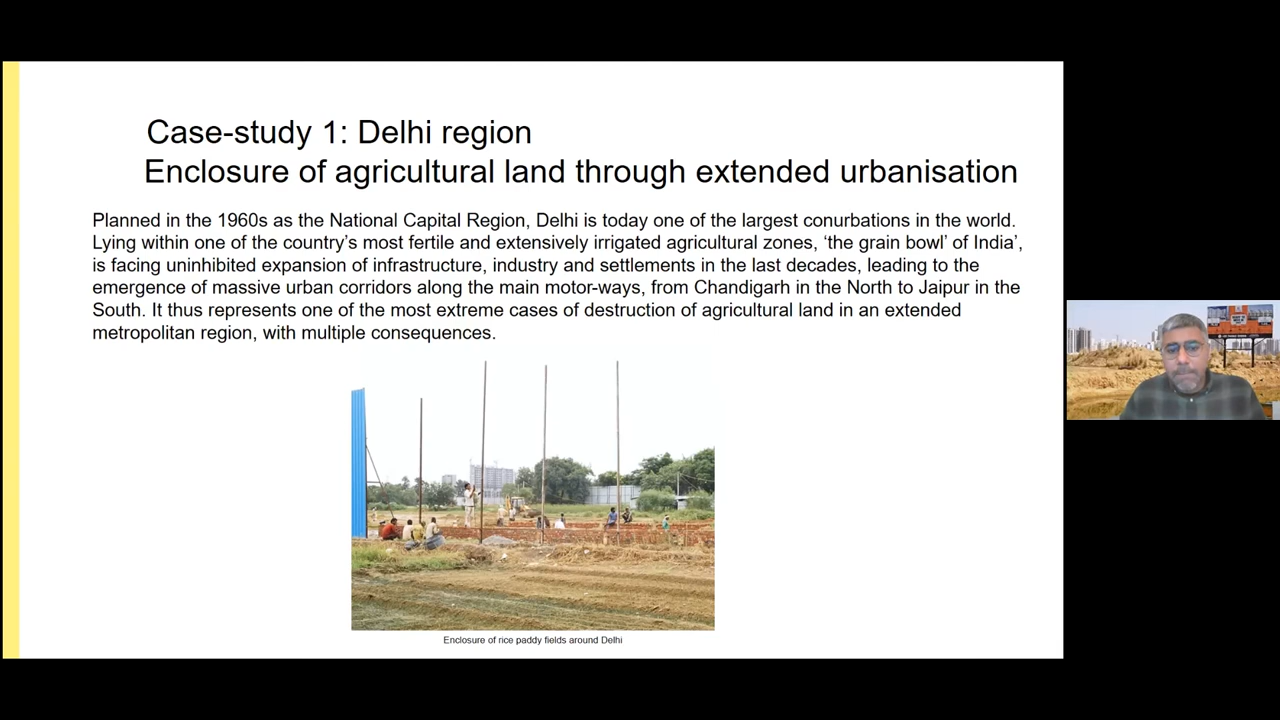 Case-study 1: Delhi region
Enclosure of agricultural land through extended urbanisation
Planned in the 1960s as the National Capital Region, Delhi is today one of the largest conurbations in the world.
Lying within one of the country’s most fertile and extensively irrigated agricultural zones, ‘the grain bowl’ of India’,
is facing uninhibited expansion of infrastructure, industry and settlements in the last decades, leading to the
emergence of massive urban corridors along the main motor-ways, from Chandigarh in the North to Jaipur in the
South. It thus represents one of the most extreme cases of destruction of agricultural land in an extended
metropolitan region, with multiple consequences.
Enclosure of rice paddy fields around Delhi